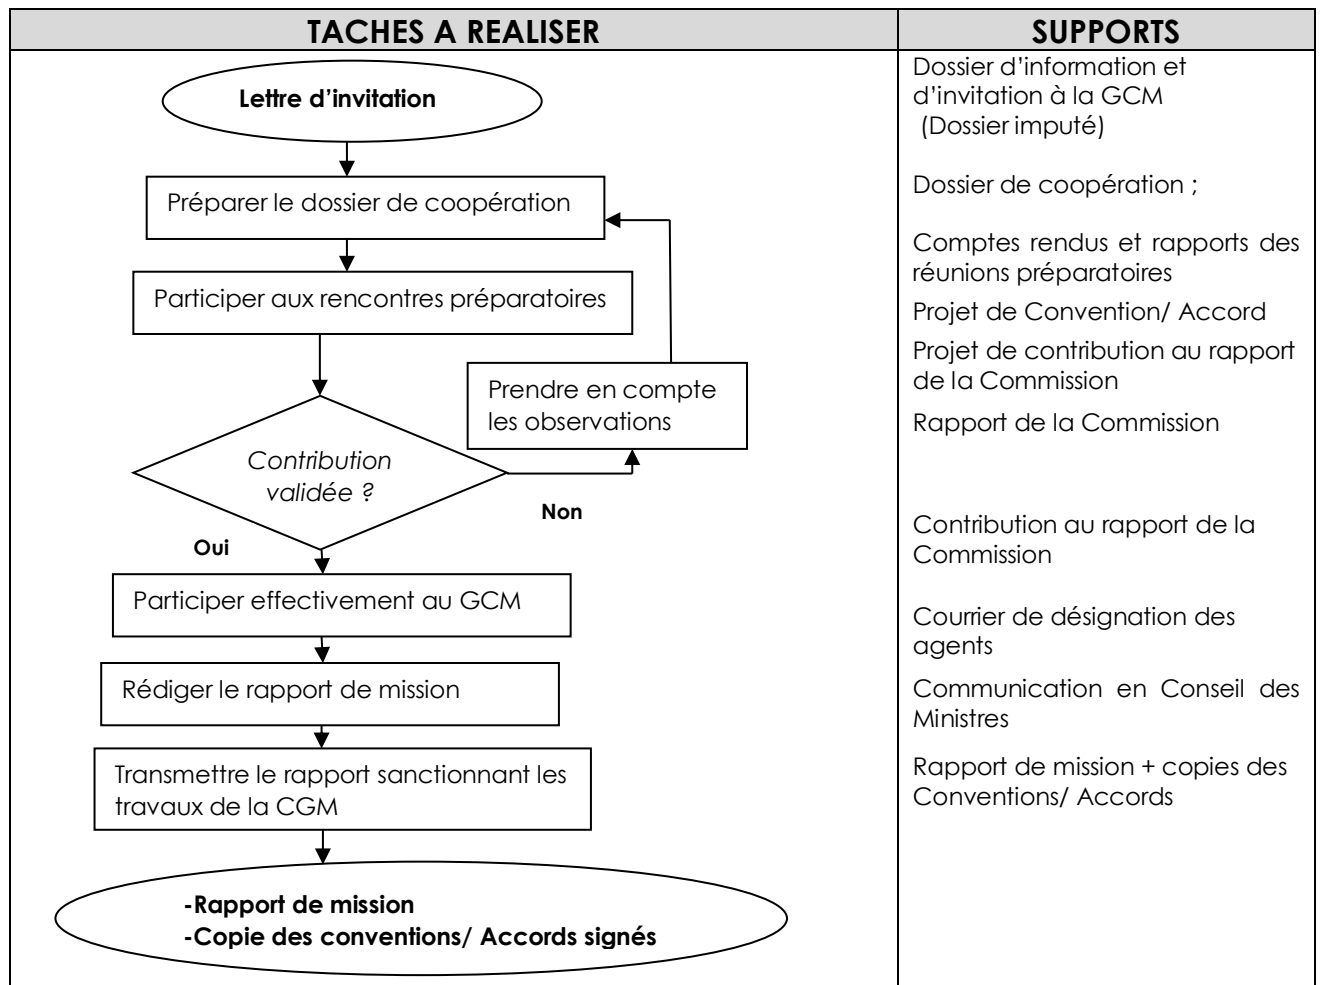 TACHES A REALISER
SUPPORTS
Lettre d'invitation
Préparer le dossier de coopération
Participer aux rencontres préparatoires
Prendre en compte
les observations
Contribution
validée ?
Non
Oui
Participer effectivement au GCM
Rédiger le rapport de mission
Transmettre le rapport sanctionnant les
travaux de la CGM
-Rapport de mission
-Copie des conventions/ Accords signés
Dossier d'information et
d'invitation à la GCM
(Dossier imputé)
Dossier de coopération ;
Comptes rendus et rapports des
réunions préparatoires
Projet de Convention/ Accord
Projet de contribution au rapport
de la Commission
Rapport de la Commission
Contribution au rapport de la
Commission
Courrier de désignation des
agents
Communication en Conseil des
Ministres
Rapport de mission + copies des
Conventions/ Accords